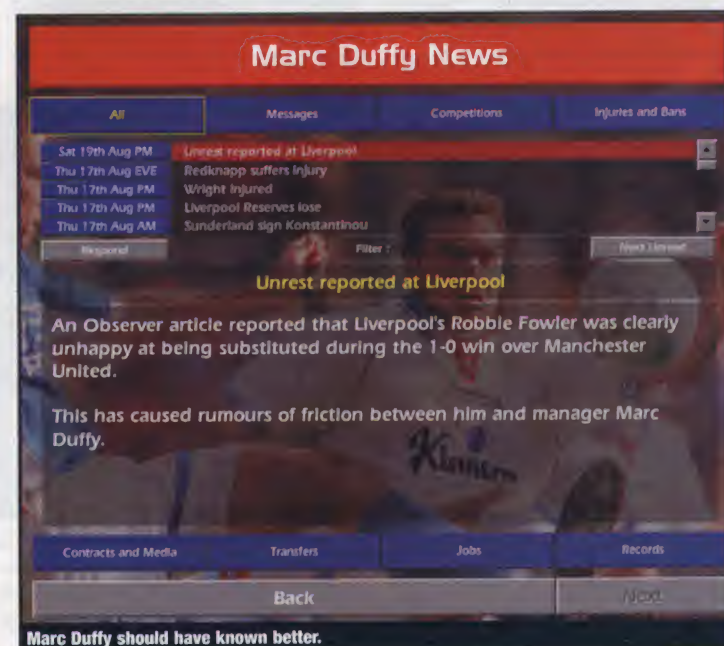 Marc Duffy News
All Messages Competitions Injuries and Bans
Sat 19th Aug PM Unrest reported at Liverpool
Thu 17th Aug EVE Redknapp suffers injury
Thu 17th Aug PM Wright injured
Thu 17th Aug PM Liverpool Reserves lose
Thu 17th Aug AM Sunderland sign Konstantinou
Respond Filter : Next Unread
Unrest reported at Liverpool
An Observer article reported that Liverpool's Robbie Fowler was clearly
unhappy at being substituted during the 1-0 win over Manchester
United.
This has caused rumours of friction between him and manager Marc
Duffy.
Contracts and Media Transfers Jobs Records
Back Next
Marc Duffy should have known better.